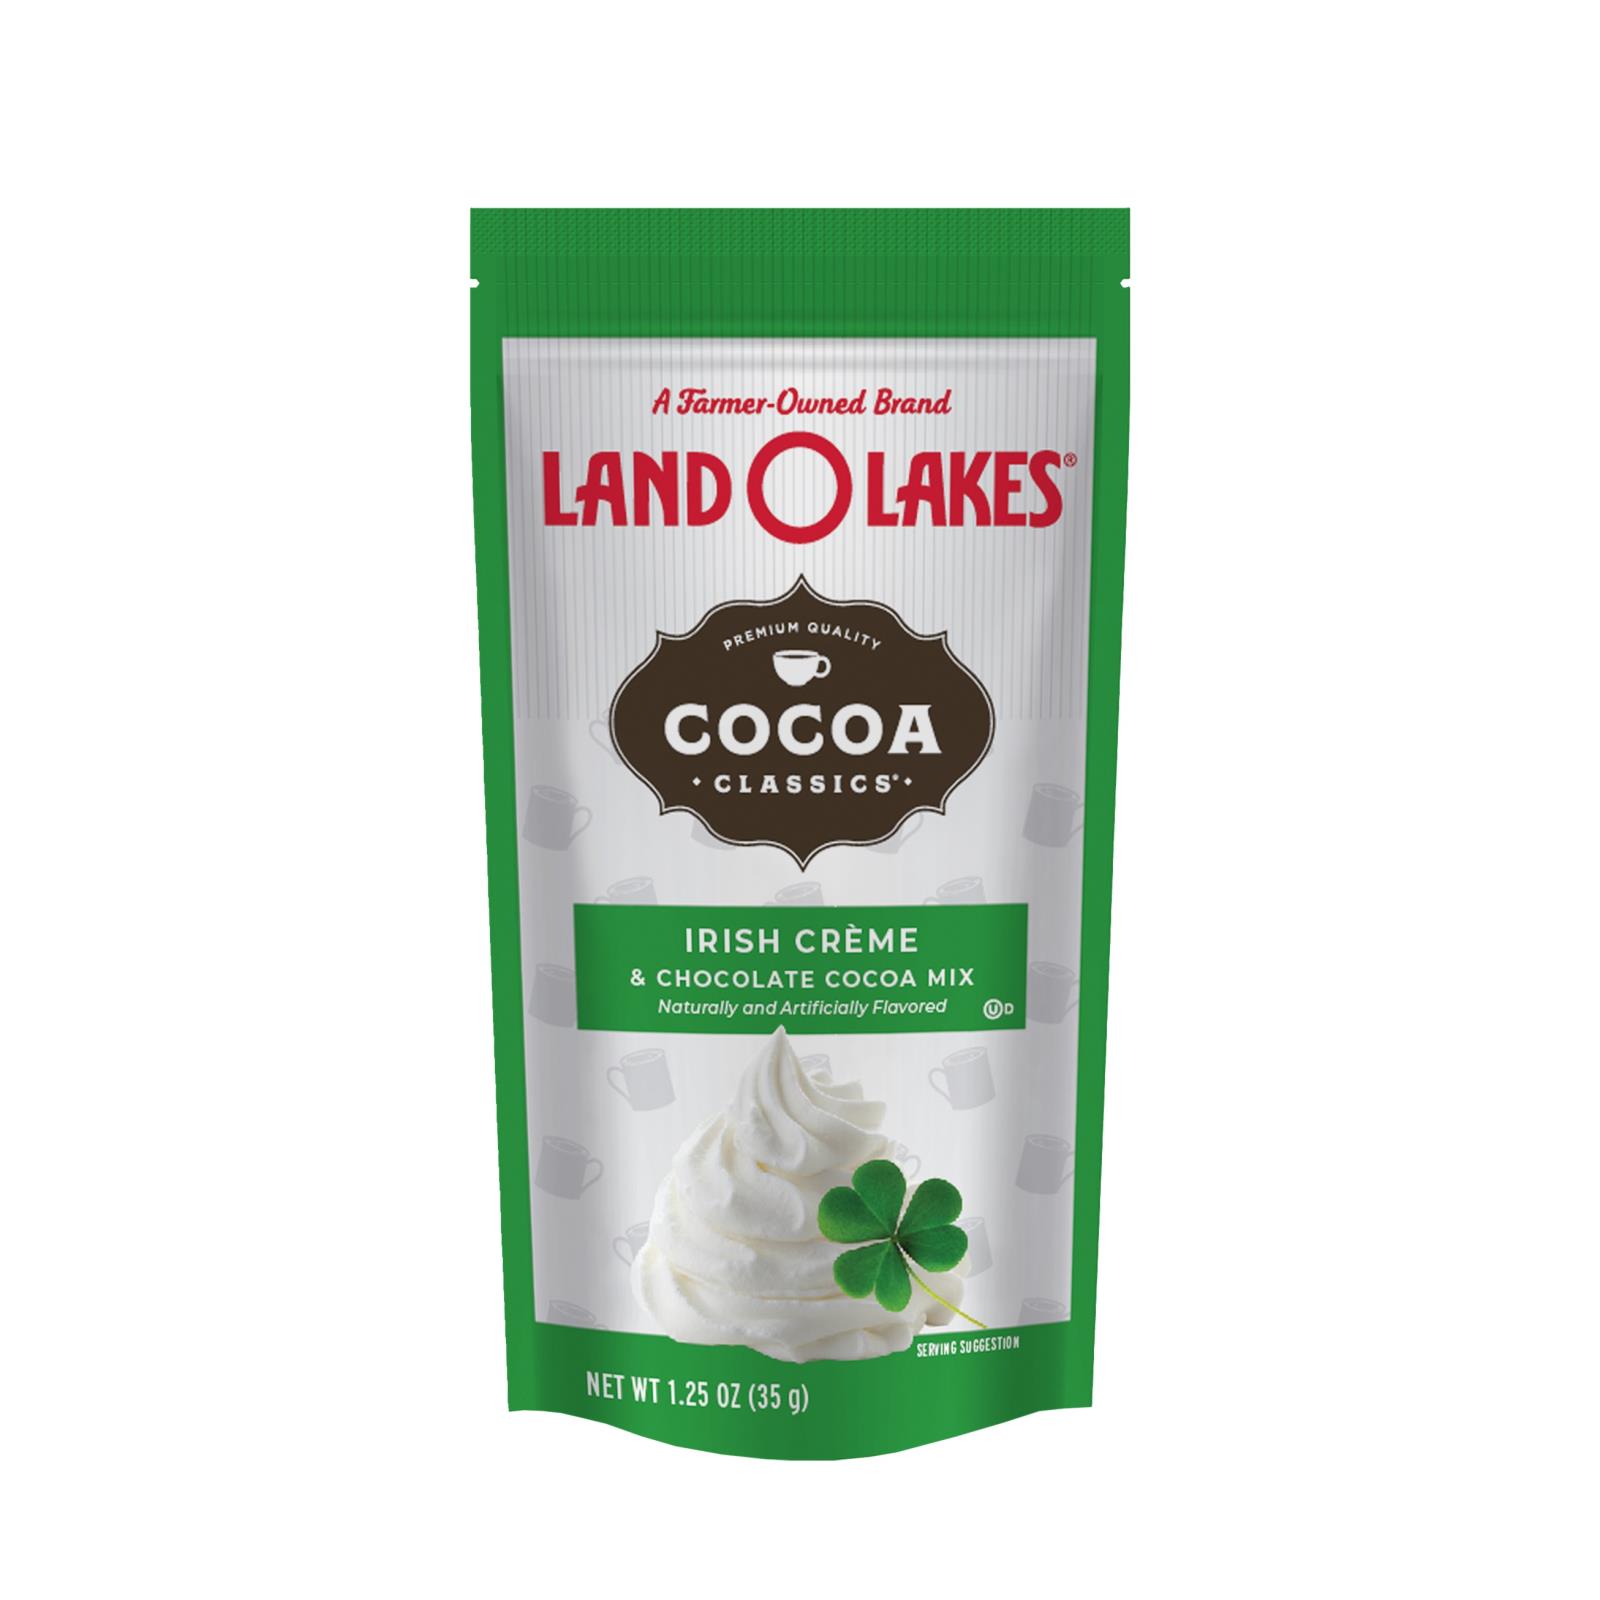 A Farmer-Owned Brand
LAND O LAKES®
PREMIUM QUALITY
COCOA
• CLASSICS® •
IRISH CRÈME
& CHOCOLATE COCOA MIX
Naturally and Artificially Flavored
Ⓤ D
SERVING SUGGESTION
NET WT 1.25 OZ (35 g)